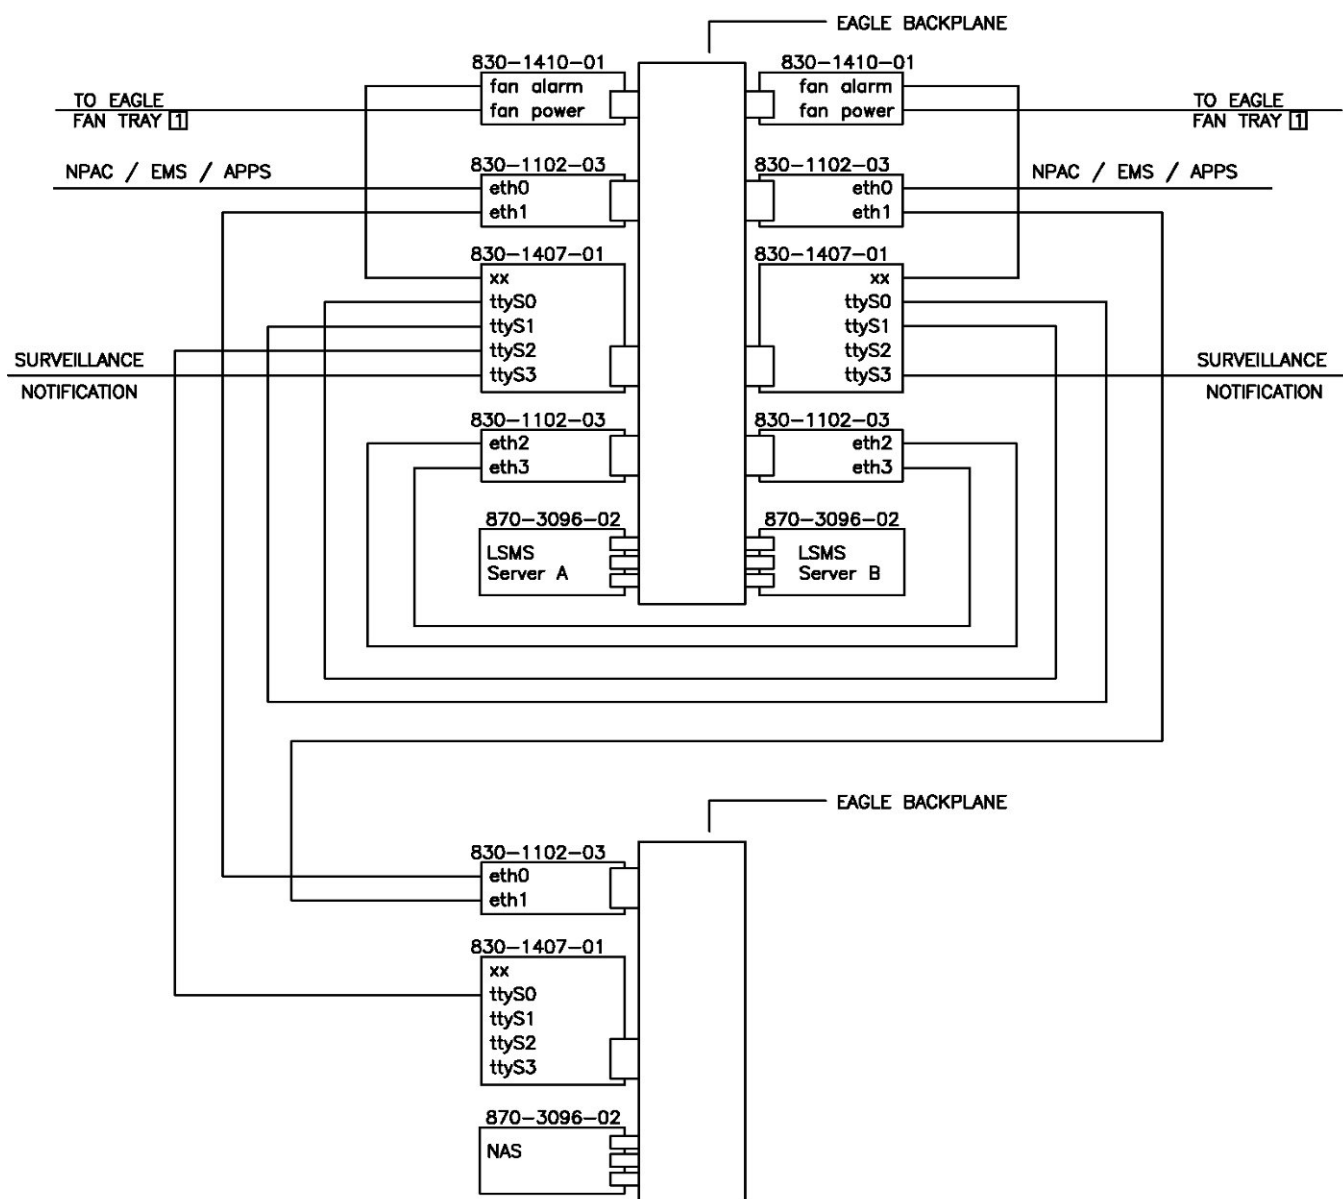 EAGLE BACKPLANE
830-1410-01
830-1410-01
fan alarm
fan alarm
TO EAGLE
fan power
fan power
TO EAGLE
FAN TRAY 1
FAN TRAY 1
830-1102-03
830-1102-03
NPAC / EMS / APPS
NPAC / EMS / APPS
eth0
eth0
eth1
eth1
830-1407-01
830-1407-01
xx
xx
ttyS0
ttyS0
ttyS1
ttyS1
ttyS2
ttyS2
SURVEILLANCE
SURVEILLANCE
ttyS3
ttyS3
NOTIFICATION
NOTIFICATION
830-1102-03
830-1102-03
eth2
eth2
eth3
eth3
870-3096-02
870-3096-02
LSMS
LSMS
Server A
Server B
EAGLE BACKPLANE
830-1102-03
eth0
eth1
830-1407-01
xx
ttyS0
ttyS1
ttyS2
ttyS3
870-3096-02
NAS